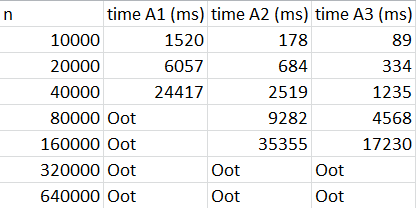 n time A1 (ms) time A2 (ms) time A3 (ms)
10000 1520 178 89
20000 6057 684 334
40000 24417 2519 1235
80000 Oot 9282 4568
160000 Oot 35355 17230
320000 Oot Oot Oot
640000 Oot Oot Oot